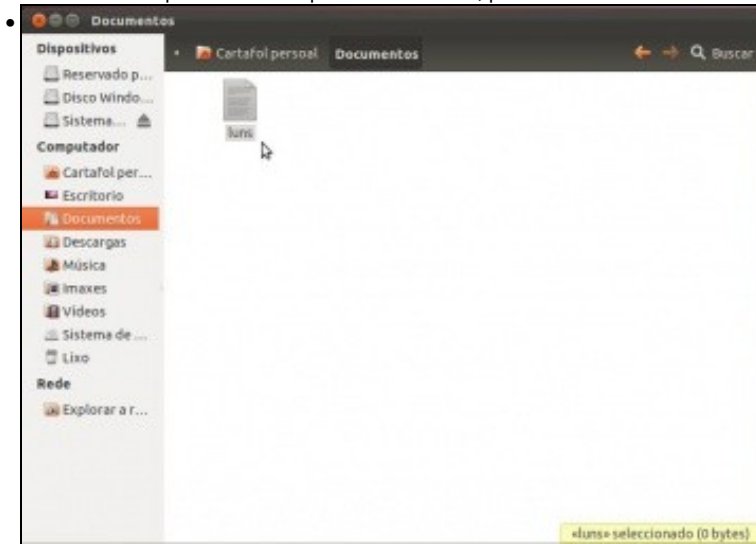 Documentos
Dispositivos
Reservado p...
Disco Windo...
Sistema...
Computador
Cartafol per...
Escritorio
Documentos
Descargas
Música
Imaxes
Vídeos
Sistema de ...
Lixo
Rede
Explorar a r...
Cartafol persoal Documentos
Buscar
luns
«luns» seleccionado (0 bytes)